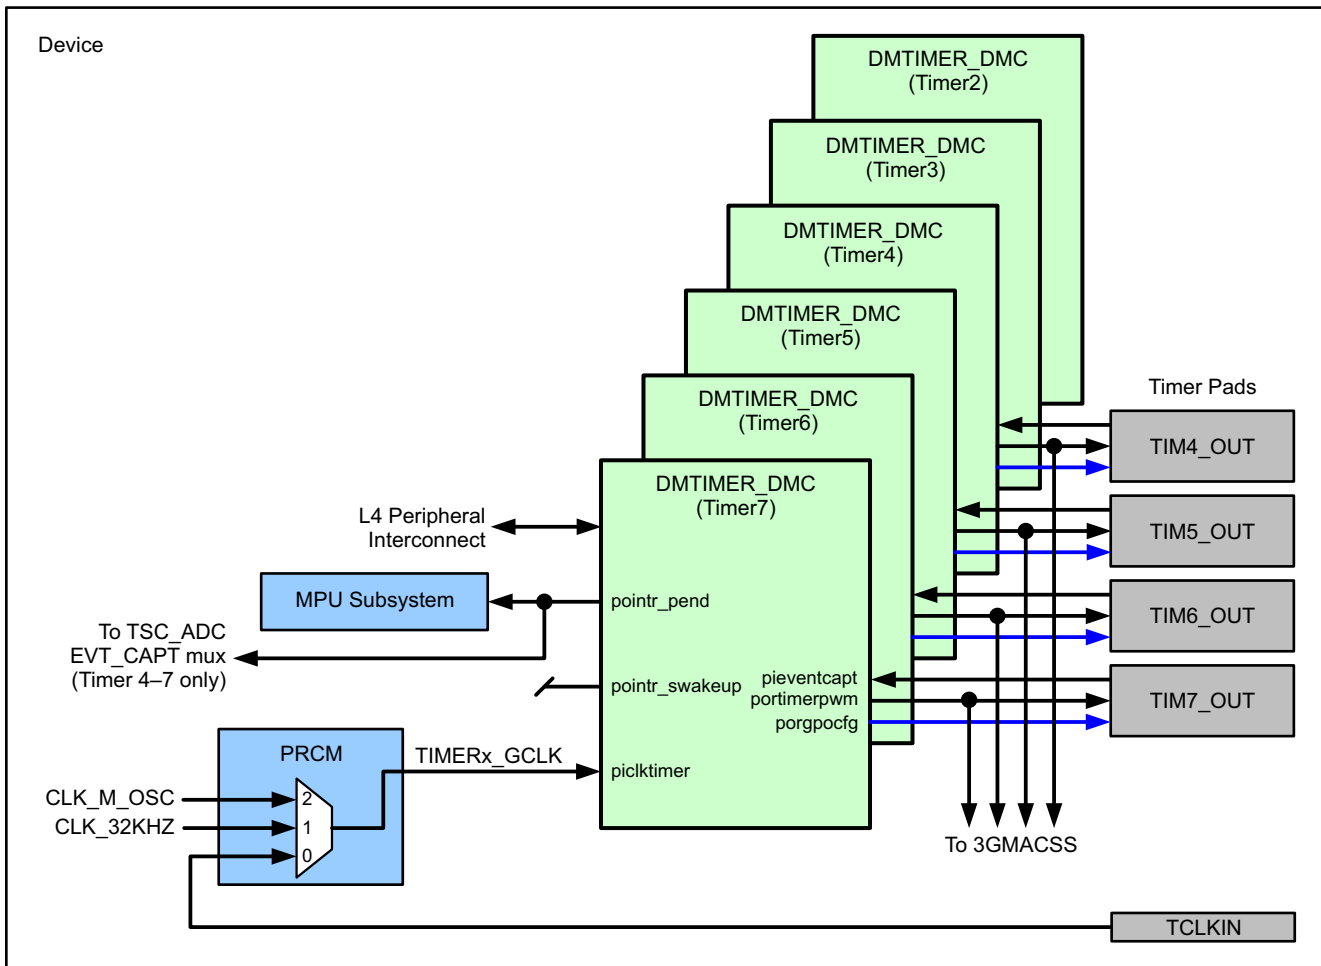 Device
DMTIMER_DMC
(Timer2)
DMTIMER_DMC
(Timer3)
DMTIMER_DMC
(Timer4)
DMTIMER_DMC
(Timer5)
DMTIMER_DMC
(Timer6)
DMTIMER_DMC
(Timer7)
Timer Pads
TIM4_OUT
TIM5_OUT
TIM6_OUT
TIM7_OUT
L4 Peripheral
Interconnect
MPU Subsystem
pointr_pend
To TSC_ADC
EVT_CAPT mux
(Timer 4–7 only)
pointr_swakeup
pieventcapt
portimerpwm
porgpocfg
PRCM
TIMERx_GCLK
piclktimer
CLK_M_OSC
2
CLK_32KHZ
1
0
To 3GMACSS
TCLKIN